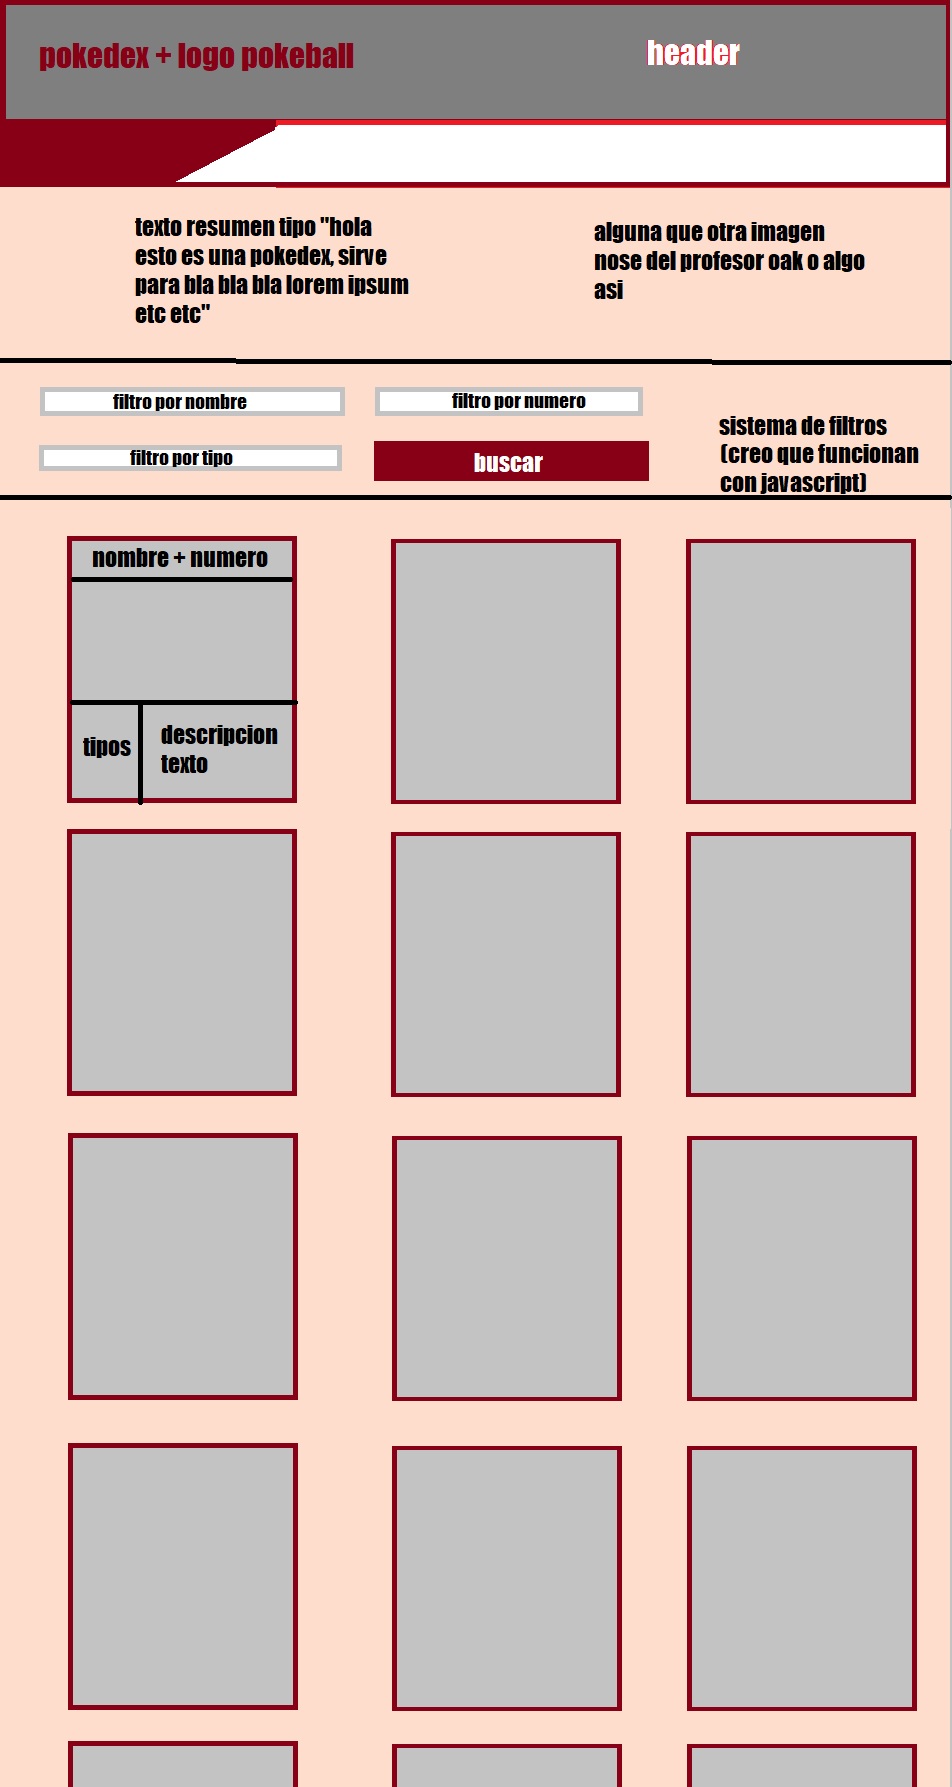 pokedex + logo pokeball
header
texto resumen tipo "hola
esto es una pokedex, sirve
para bla bla bla lorem ipsum
etc etc"
alguna que otra imagen
nose del profesor oak o algo
asi
filtro por nombre
filtro por numero
filtro por tipo
buscar
sistema de filtros
(creo que funcionan
con javascript)
nombre + numero
tipos
descripcion
texto